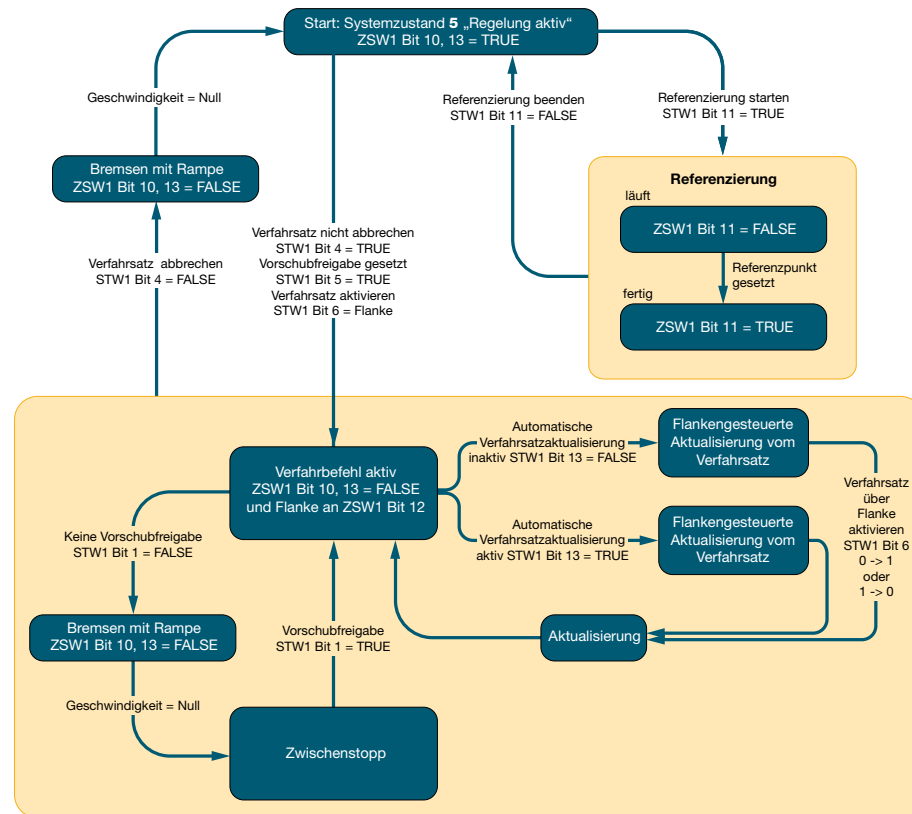 Start: Systemzustand 5 „Regelung aktiv“
ZSW1 Bit 10, 13 = TRUE
Geschwindigkeit = Null
Referenzierung beenden
STW1 Bit 11 = FALSE
Referenzierung starten
STW1 Bit 11 = TRUE
Bremsen mit Rampe
ZSW1 Bit 10, 13 = FALSE
Referenzierung
läuft
ZSW1 Bit 11 = FALSE
Referenzpunkt
gesetzt
fertig
ZSW1 Bit 11 = TRUE
Verfahrsatz abbrechen
STW1 Bit 4 = FALSE
Verfahrsatz nicht abbrechen
STW1 Bit 4 = TRUE
Vorschubfreigabe gesetzt
STW1 Bit 5 = TRUE
Verfahrsatz aktivieren
STW1 Bit 6 = Flanke
Verfahrbefehl aktiv
ZSW1 Bit 10, 13 = FALSE
und Flanke an ZSW1 Bit 12
Automatische
Verfahrsatzaktualisierung
inaktiv STW1 Bit 13 = FALSE
Flankengesteuerte
Aktualisierung vom
Verfahrsatz
Automatische
Verfahrsatzaktualisierung
aktiv STW1 Bit 13 = TRUE
Flankengesteuerte
Aktualisierung vom
Verfahrsatz
Verfahrsatz
über
Flanke
aktivieren
STW1 Bit 6
0 -> 1
oder
1 -> 0
Keine Vorschubfreigabe
STW1 Bit 1 = FALSE
Bremsen mit Rampe
ZSW1 Bit 10, 13 = FALSE
Vorschubfreigabe
STW1 Bit 1 = TRUE
Aktualisierung
Geschwindigkeit = Null
Zwischenstopp